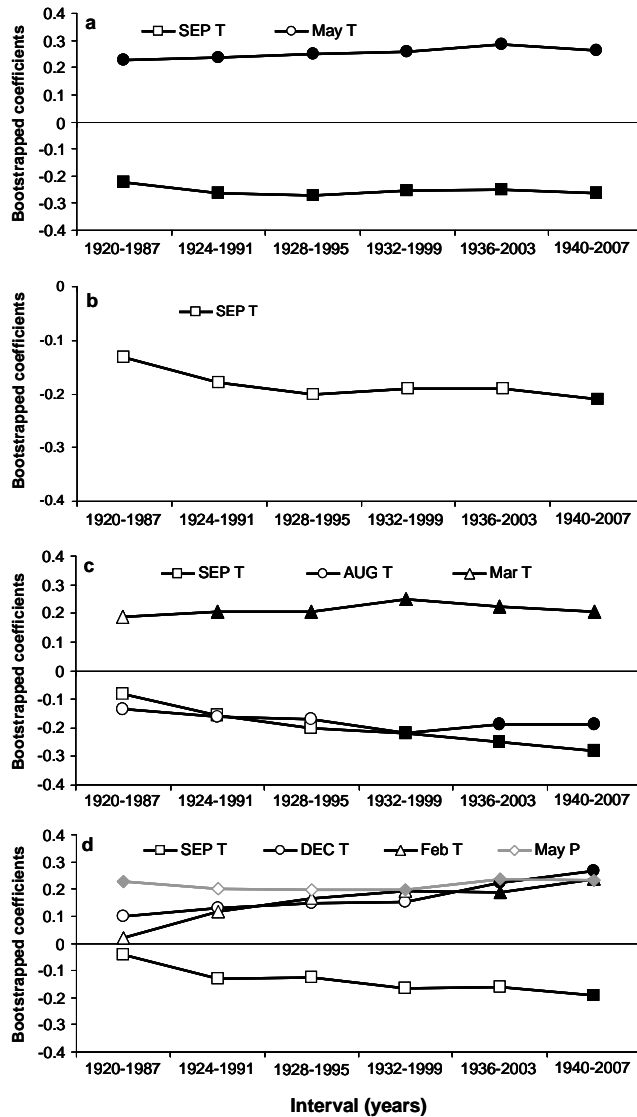 a
SEP T May T
Bootstrapped coefficients
0.4
0.3
0.2
0.1
0
-0.1
-0.2
-0.3
-0.4
1920-1987 1924-1991 1928-1995 1932-1999 1936-2003 1940-2007
b
SEP T
Bootstrapped coefficients
0
-0.1
-0.2
-0.3
-0.4
1920-1987 1924-1991 1928-1995 1932-1999 1936-2003 1940-2007
c
SEP T AUG T Mar T
Bootstrapped coefficients
0.4
0.3
0.2
0.1
0
-0.1
-0.2
-0.3
-0.4
1920-1987 1924-1991 1928-1995 1932-1999 1936-2003 1940-2007
d
SEP T DEC T Feb T May P
Bootstrapped coefficients
0.4
0.3
0.2
0.1
0
-0.1
-0.2
-0.3
-0.4
1920-1987 1924-1991 1928-1995 1932-1999 1936-2003 1940-2007
Interval (years)